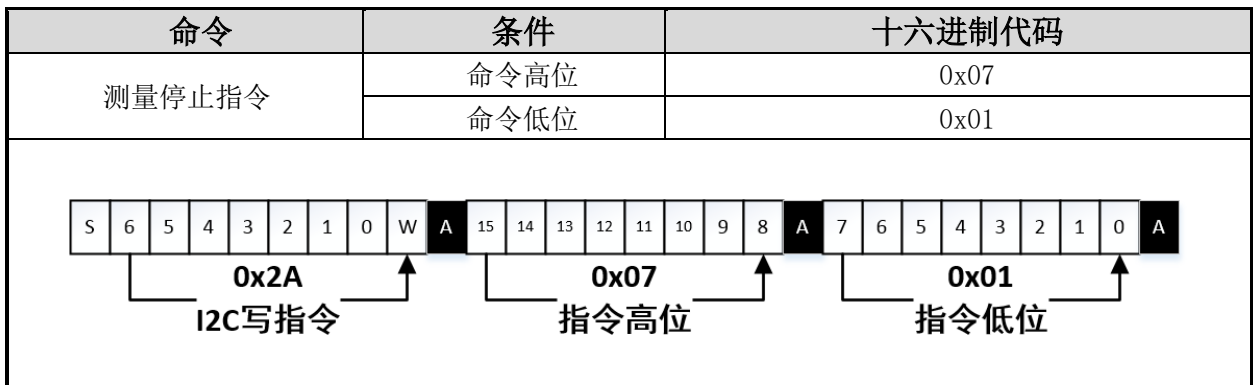 命令 条件 十六进制代码
测量停止指令 命令高位 0x07
命令低位 0x01
S 6 5 4 3 2 1 0 W A 15 14 13 12 11 10 9 8 A 7 6 5 4 3 2 1 0 A
0x2A 0x07 0x01
I2C写指令 指令高位 指令低位